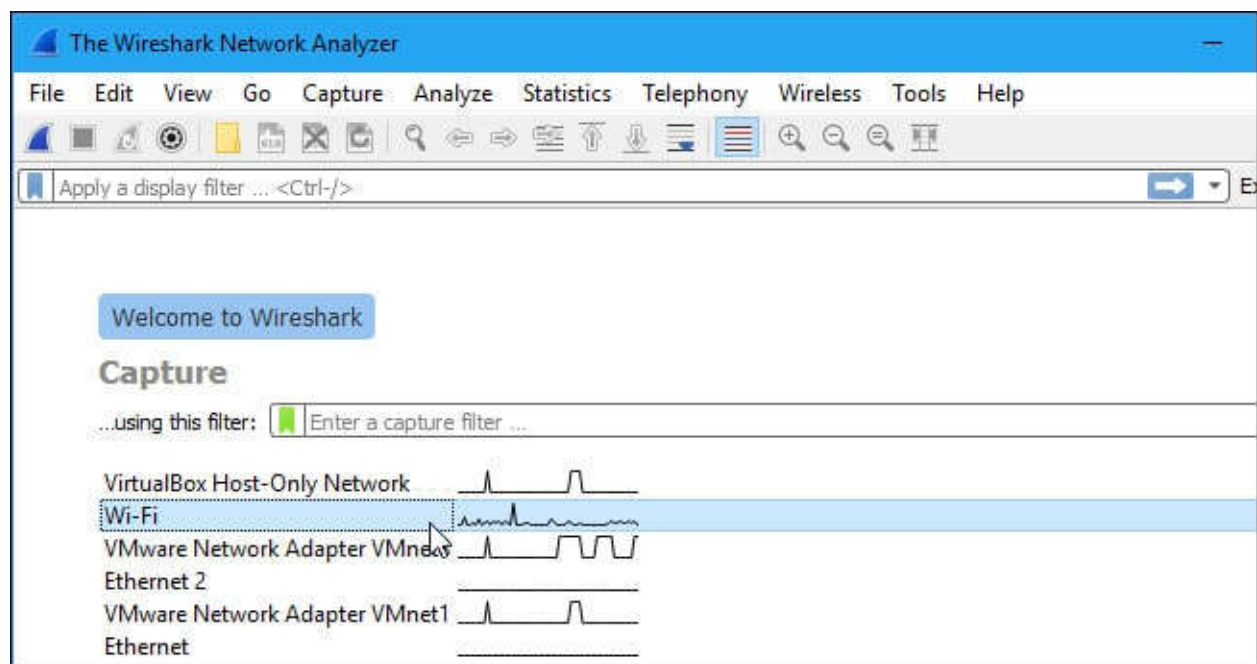 The Wireshark Network Analyzer
File Edit View Go Capture Analyze Statistics Telephony Wireless Tools Help
Apply a display filter ... <Ctrl-/>
Welcome to Wireshark
Capture
...using this filter: Enter a capture filter ...
VirtualBox Host-Only Network
Wi-Fi
VMware Network Adapter
Ethernet 2
VMware Network Adapter VMnet1
Ethernet